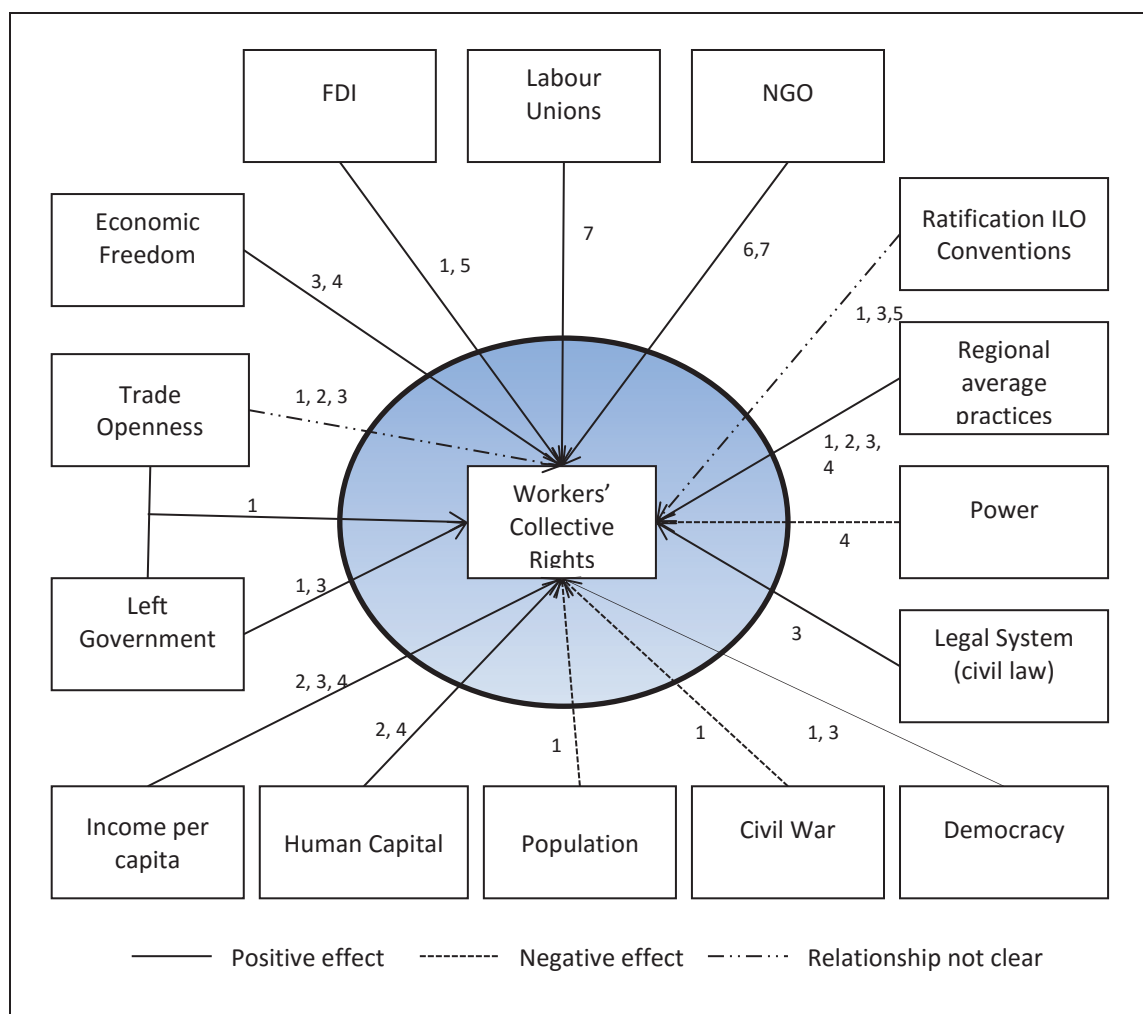 FDI
Labour
Unions
NGO
Economic
Freedom
Ratification ILO
Conventions
7
6,7
1, 5
3, 4
1, 3,5
Regional
average
practices
Trade
Openness
1, 2, 3
1, 2, 3,
4
Workers’
Collective
Rights
Power
1
4
Left
Government
1, 3
3
Legal System
(civil law)
2, 3, 4
2, 4
1
1
1, 3
Income per
capita
Human Capital
Population
Civil War
Democracy
Positive effect
Negative effect
Relationship not clear